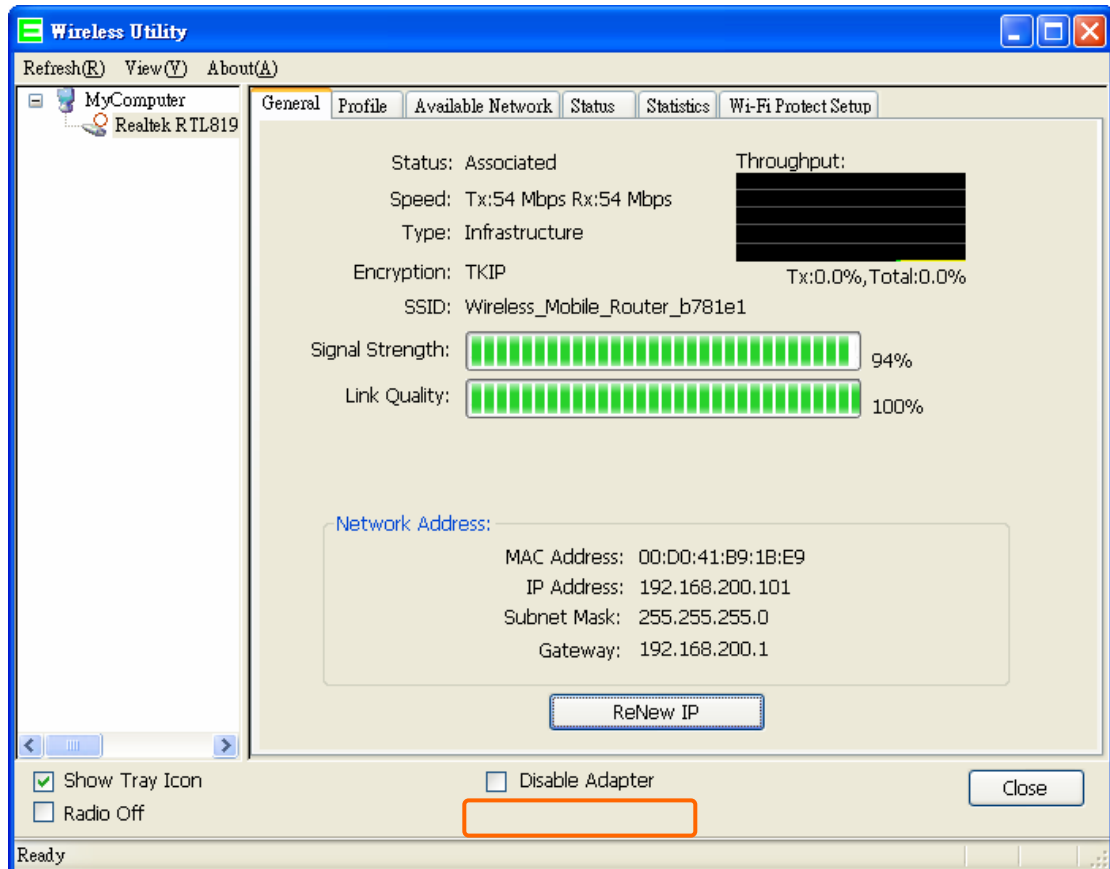 Wireless Utility
Refresh(R) View(V) About(A)
MyComputer
Realtek RTL819
General Profile Available Network Status Statistics Wi-Fi Protect Setup
Status: Associated
Throughput:
Speed: Tx:54 Mbps Rx:54 Mbps
Type: Infrastructure
Encryption: TKIP
Tx:0.0%,Total:0.0%
SSID: Wireless_Mobile_Router_b781e1
Signal Strength: 94%
Link Quality: 100%
Network Address:
MAC Address: 00:D0:41:B9:1B:E9
IP Address: 192.168.200.101
Subnet Mask: 255.255.255.0
Gateway: 192.168.200.1
ReNew IP
Show Tray Icon Disable Adapter
Close
Radio Off
Ready